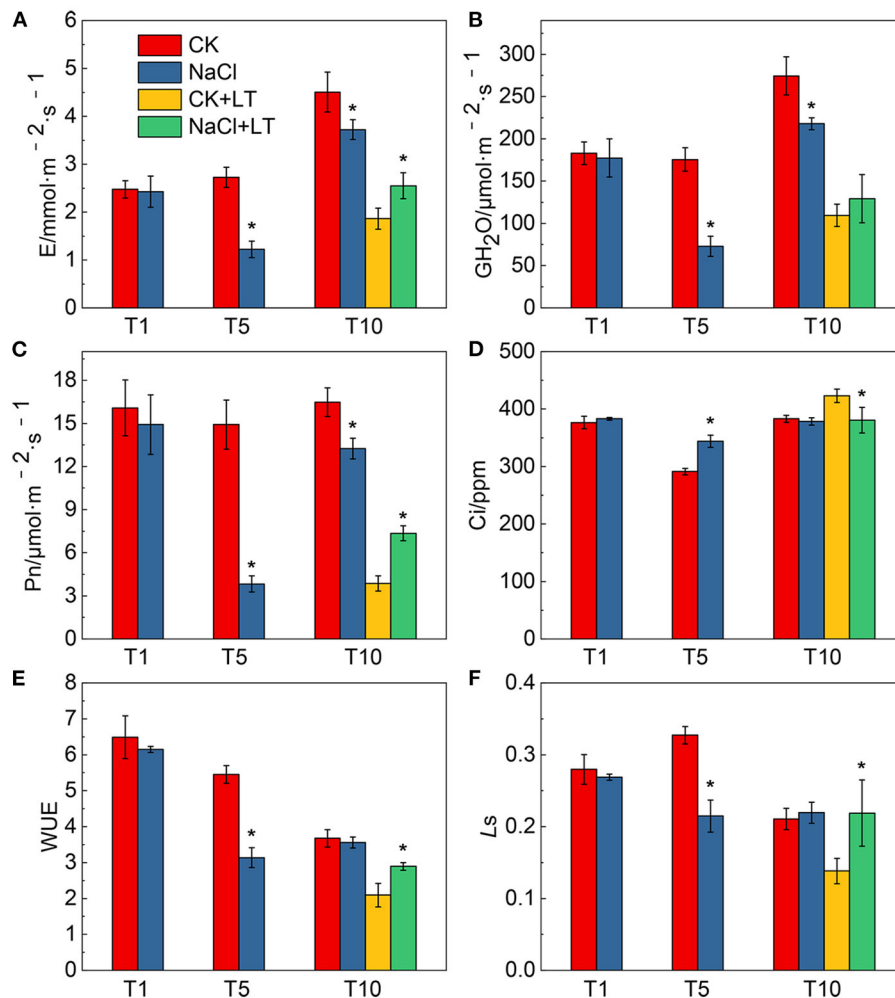 A
E/mmol·m − 2·s − 1
6
5
4
3
2
1
0
CK
NaCl
CK+LT
NaCl+LT
*
*
*
T1 T5 T10
B
GH2O/μmol·m − 2·s − 1
300
250
200
150
100
50
0
*
*
T1 T5 T10
C
Pn/μmol·m − 2·s − 1
18
15
12
9
6
3
0
*
*
*
T1 T5 T10
D
Ci/ppm
500
400
300
200
100
0
*
*
T1 T5 T10
E
WUE
8
7
6
5
4
3
2
1
0
*
*
T1 T5 T10
F
Ls
0.4
0.3
0.2
0.1
0.0
*
*
T1 T5 T10